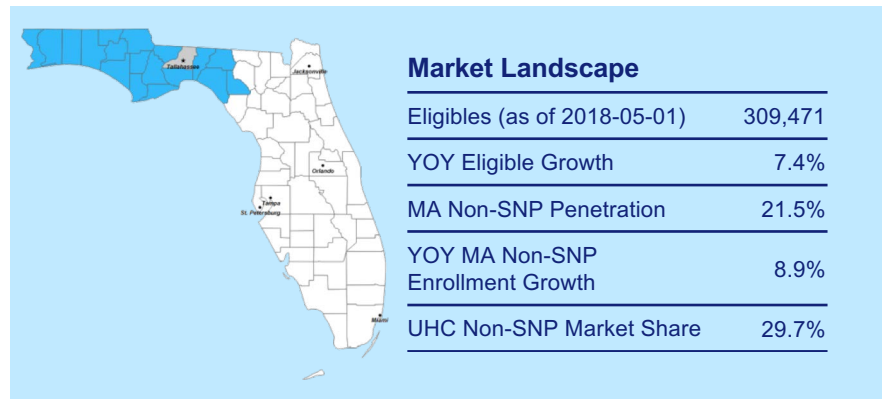 Tallahassee
Jacksonville
Orlando
Tampa
St. Petersburg
Miami
Market Landscape
Eligibles (as of 2018-05-01) 309,471
YOY Eligible Growth 7.4%
MA Non-SNP Penetration 21.5%
YOY MA Non-SNP
Enrollment Growth 8.9%
UHC Non-SNP Market Share 29.7%